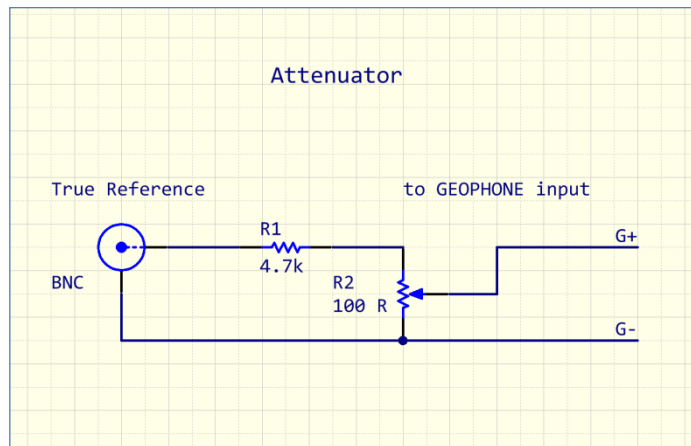 Attenuator
True Reference
to GEOPHONE input
R1
4.7k
G+
BNC
R2
100 R
G-